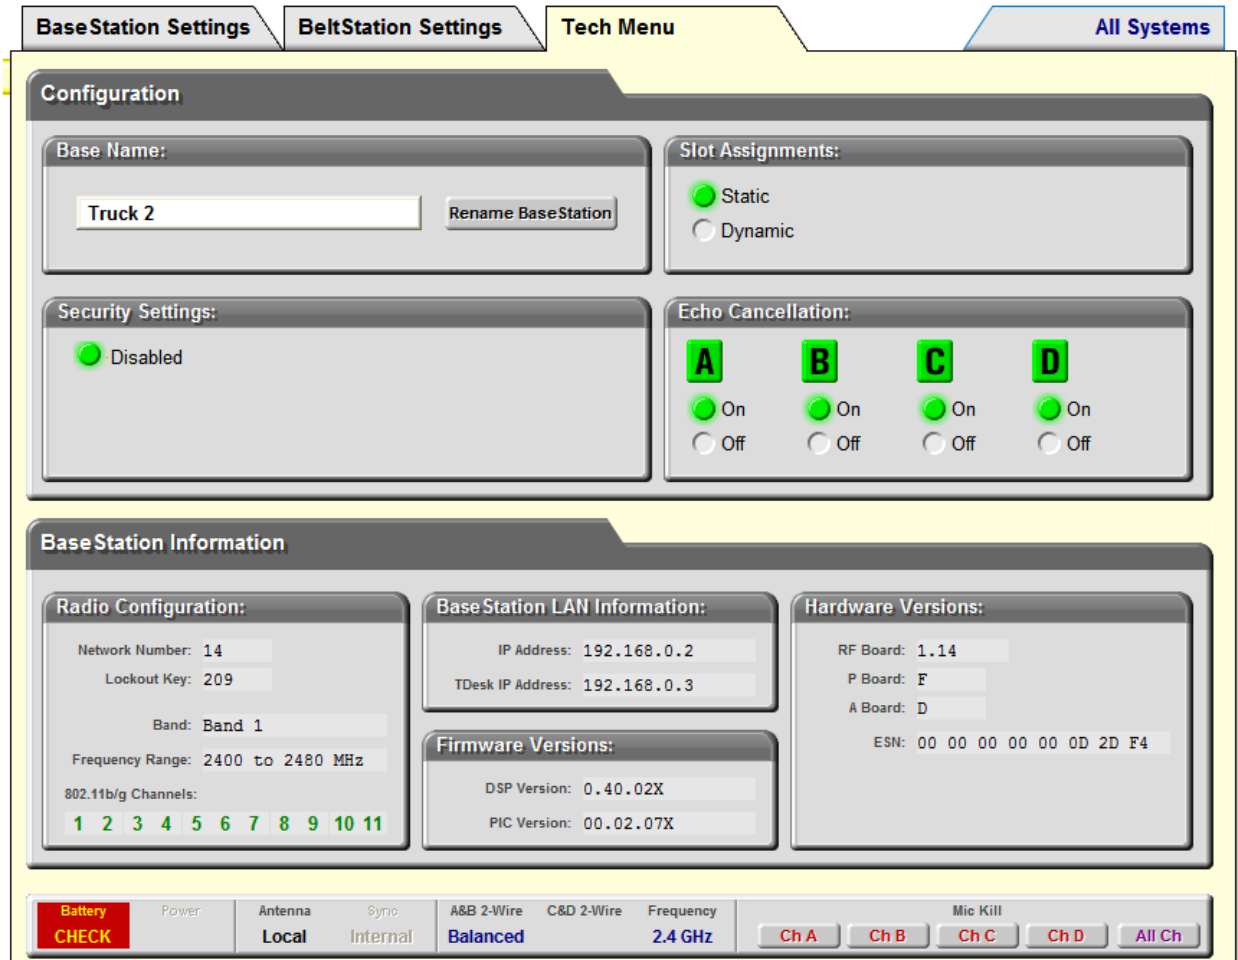 BaseStation Settings BeltStation Settings Tech Menu All Systems
Configuration
Base Name: Slot Assignments:
Truck 2 Rename BaseStation Static
Dynamic
Security Settings: Echo Cancellation:
Disabled A B C D
On On On On
Off Off Off Off
BaseStation Information
Radio Configuration: BaseStation LAN Information: Hardware Versions:
Network Number: 14 IP Address: 192.168.0.2 RF Board: 1.14
Lockout Key: 209 TDesk IP Address: 192.168.0.3 P Board: F
A Board: D
Band: Band 1 Firmware Versions: ESN: 00 00 00 00 00 0D 2D F4
Frequency Range: 2400 to 2480 MHz
802.11b/g Channels: DSP Version: 0.40.02X
1 2 3 4 5 6 7 8 9 10 11 PIC Version: 00.02.07X
Battery Power Antenna Sync A&B 2-Wire C&D 2-Wire Frequency Mic Kill
CHECK Local Internal Balanced 2.4 GHz Ch A Ch B Ch C Ch D All Ch